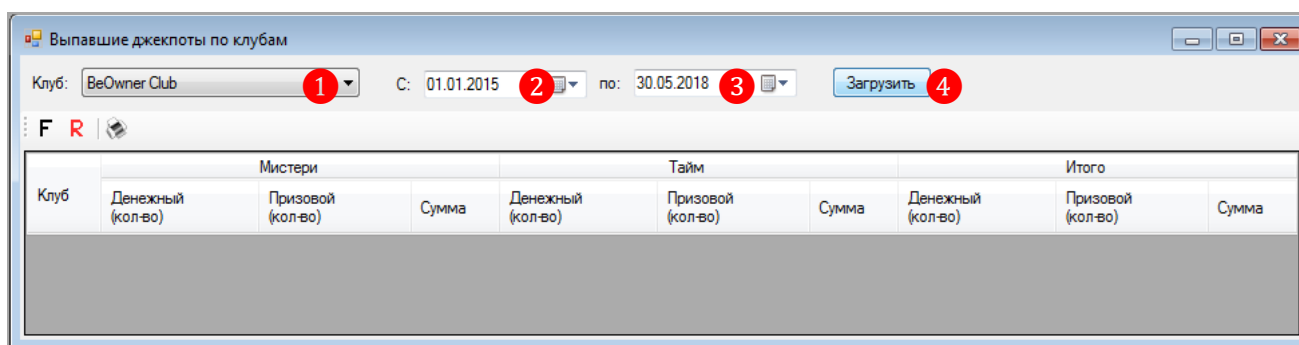 Выпавшие джекпоты по клубам
Клуб: BeOwner Club 1 С: 01.01.2015 2 по: 30.05.2018 3 Загрузить 4
F R
Мистери Тайм Итого
Клуб Денежный (кол-во) Призовой (кол-во) Сумма Денежный (кол-во) Призовой (кол-во) Сумма Денежный (кол-во) Призовой (кол-во) Сумма